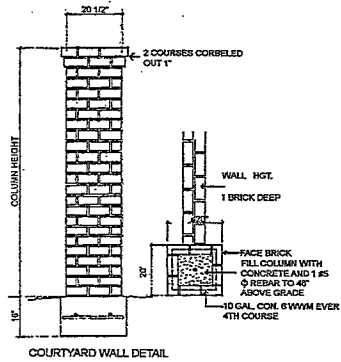 20 1/2"
2 COURSES CORBELED
OUT 1"
COLUMN HEIGHT
WALL HGT.
1 BRICK DEEP
FACE BRICK
FILL COLUMN WITH
CONCRETE AND 1 #5
ϕ REBAR TO 48"
ABOVE GRADE
20'
10 GAL. CON. 6 WWM EVER
4TH COURSE
16"
COURTYARD WALL DETAIL